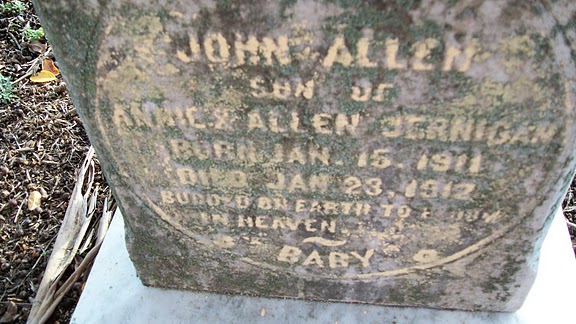 JOHN ALLEN
SON OF
ANNIE & ALLEN JERNIGAN
BORN JAN. 15, 1911
DIED JAN 23, 1912
BUDDED ON EARTH TO BLOOM
IN HEAVEN
BABY